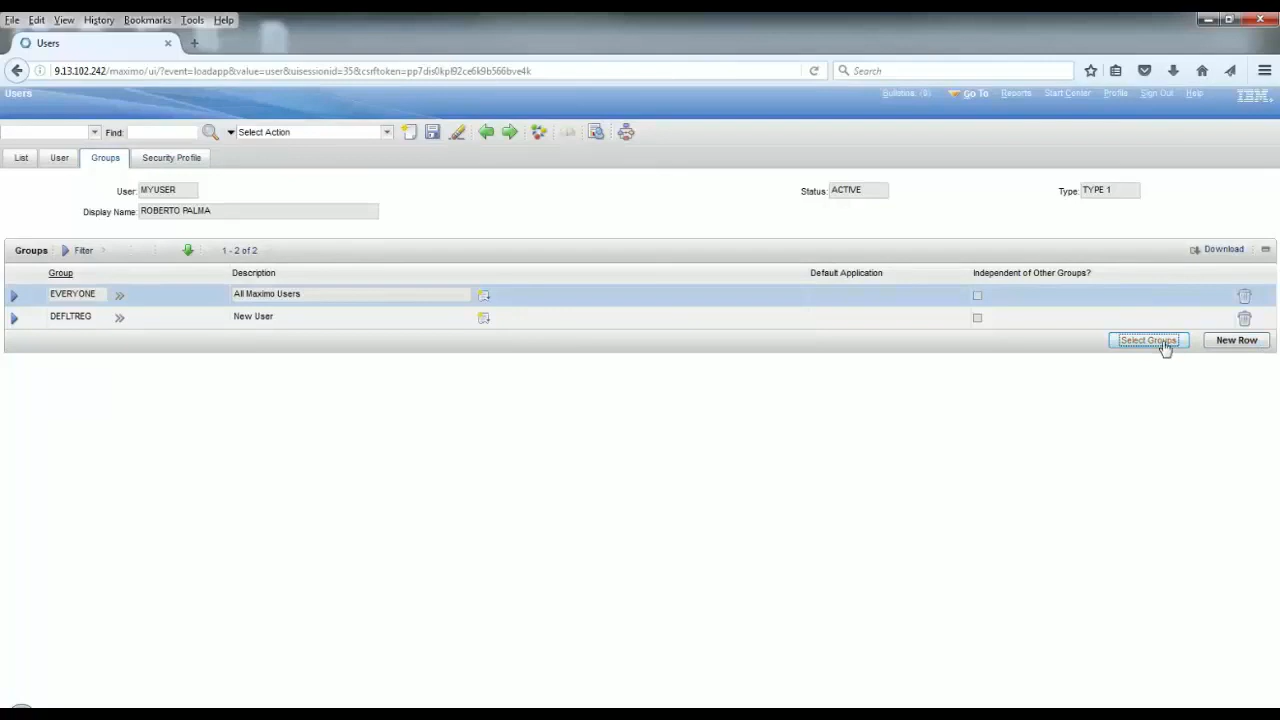 File Edit View History Bookmarks Tools Help
Users
9.13.102.242/maximo/ui/?event=loadapp&value=user&uisessionid=35&csrftoken=pp7dis0kpl92ce6k9b566bve4k
Search
Users
Bulletins: (0) Go To Reports Start Center Profile Sign Out Help
IBM.
Find: Select Action
List User Groups Security Profile
User: MYUSER Status: ACTIVE Type: TYPE 1
Display Name: ROBERTO PALMA
Groups Filter 1 - 2 of 2 Download
Group Description Default Application Independent of Other Groups?
EVERYONE All Maximo Users
DEFLTREG New User
Select Groups New Row